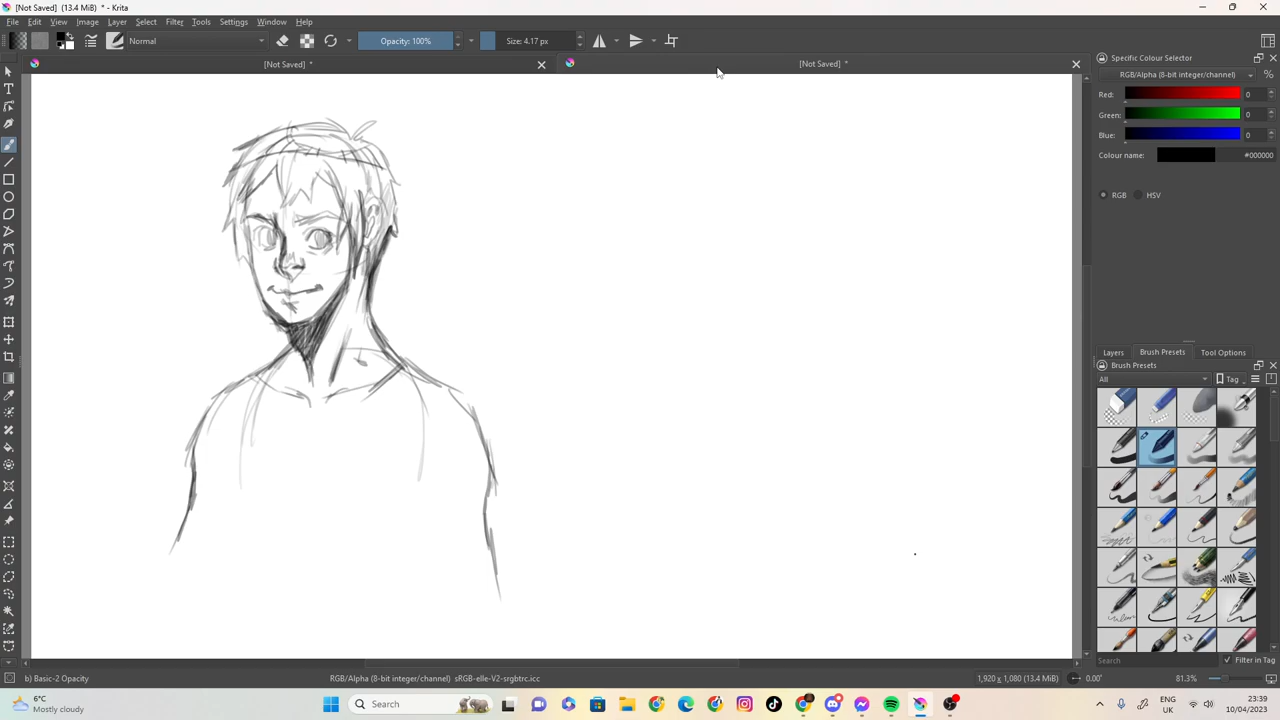 [Not Saved] (13.4 MiB) * - Krita
File Edit View Image Layer Select Filter Tools Settings Window Help
Normal Opacity: 100% Size: 4.17 px
[Not Saved] * [Not Saved] *
Specific Colour Selector
RGB/Alpha (8-bit integer/channel) %
Red: 0
Green: 0
Blue: 0
Colour name: #000000
RGB HSV
Layers Brush Presets Tool Options
Brush Presets
All Tag
Search Filter in Tag
b) Basic-2 Opacity RGB/Alpha (8-bit integer/channel) sRGB-elle-V2-srgbtrc.icc 1,920 x 1,080 (13.4 MiB) 0.00° 81.3%
6°C
Mostly cloudy
Search
ENG
UK
23:39
10/04/2023